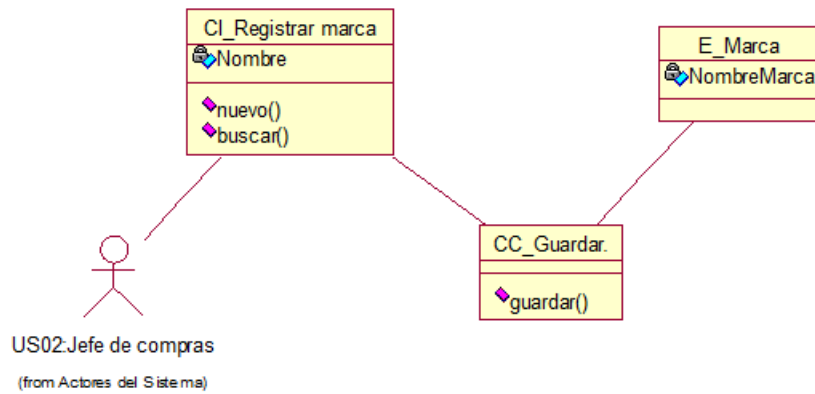 CI_Registrar marca
Nombre
nuevo()
buscar()
E_Marca
NombreMarca
CC_Guardar.
guardar()
US02:Jefe de compras
(from Actores del Sistema)